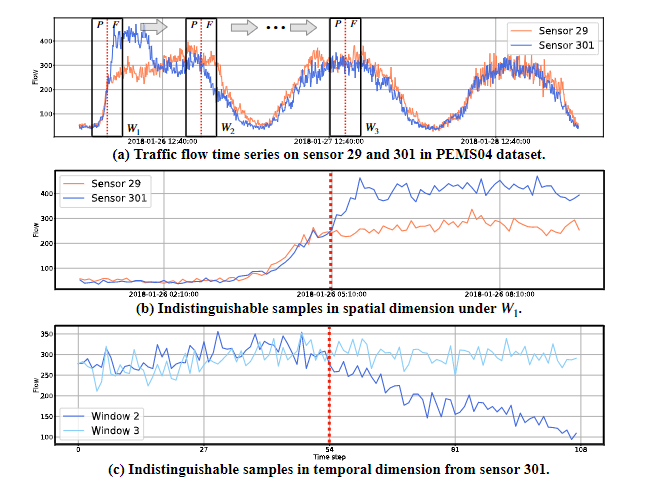 P F P F P F
Sensor 29
Sensor 301
400
300
200
100
Flow
W1 W2 W3
2018-01-26 12:40:00 2018-01-27 12:40:00 2018-01-28 12:40:00
(a) Traffic flow time series on sensor 29 and 301 in PEMS04 dataset.
Sensor 29
Sensor 301
400
300
200
100
Flow
2018-01-26 02:10:00 2018-01-26 05:10:00 2018-01-26 08:10:00
(b) Indistinguishable samples in spatial dimension under W1.
350
300
250
200
150
100
Flow
Window 2
Window 3
0 27 54 81 108
Time step
(c) Indistinguishable samples in temporal dimension from sensor 301.